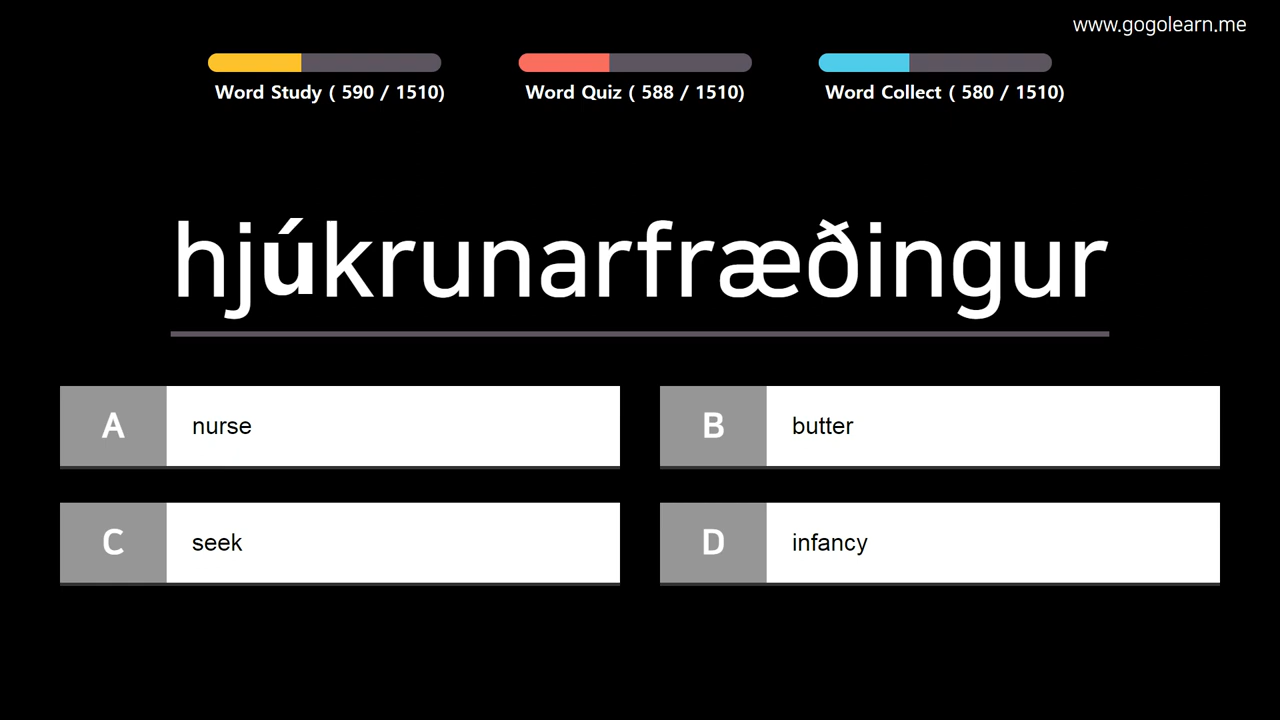 www.gogolearn.me
Word Study ( 590 / 1510)
Word Quiz ( 588 / 1510)
Word Collect ( 580 / 1510)
hjúkrunarfræðingur
A nurse
B butter
C seek
D infancy